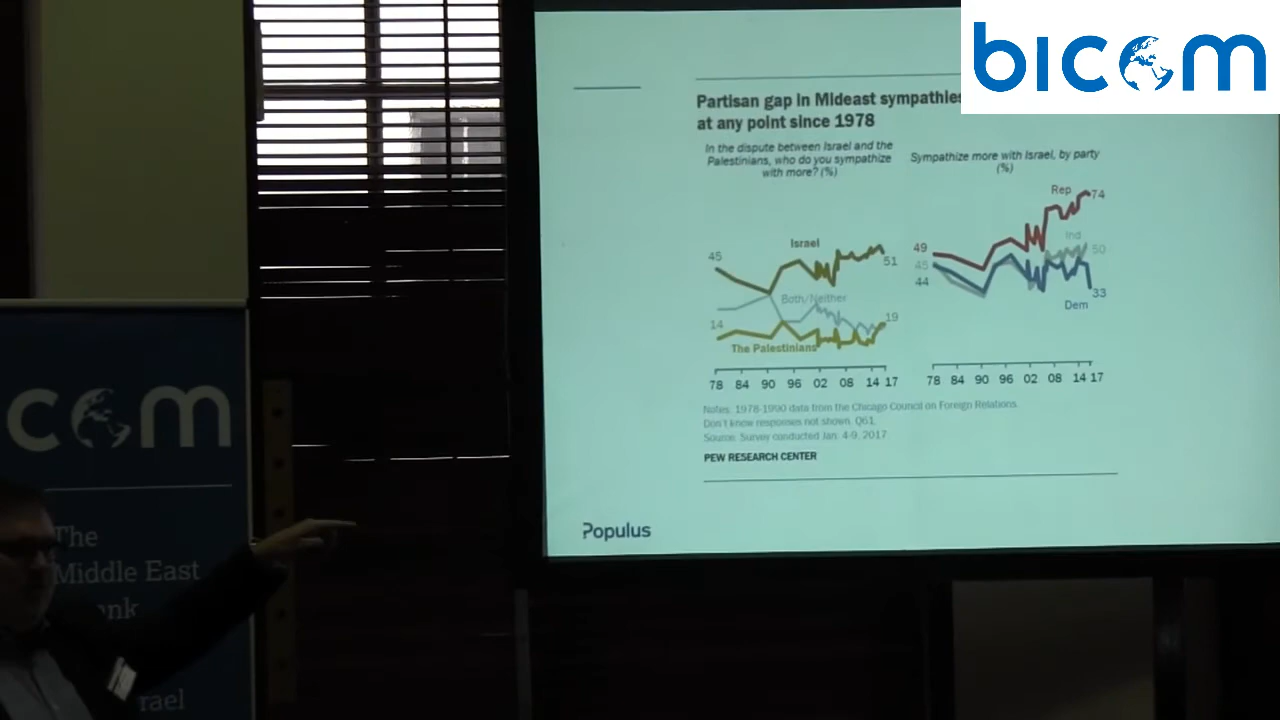 bicom
Partisan gap in Mideast sympathies
at any point since 1978
In the dispute between Israel and the
Palestinians, who do you sympathize
with more? (%)
45
Israel
51
Both/Neither
14
19
The Palestinians
78 84 90 96 02 08 14 17
Sympathize more with Israel, by party
(%)
Rep
74
49
Ind
50
45
44
33
Dem
78 84 90 96 02 08 14 17
Notes: 1978-1990 data from the Chicago Council on Foreign Relations.
Don't know responses not shown. Q61.
Source: Survey conducted Jan. 4-9, 2017
PEW RESEARCH CENTER
Populus
com
The
Middle East
ank
rael